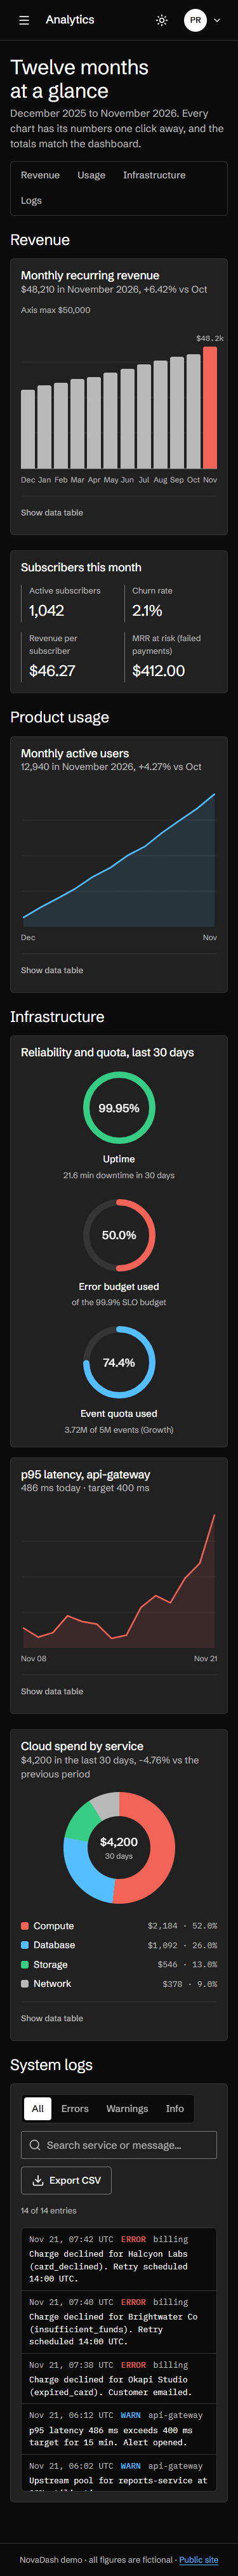 Analytics
PR
Twelve months
at a glance
December 2025 to November 2026. Every
chart has its numbers one click away, and the
totals match the dashboard.
Revenue Usage Infrastructure
Logs
Revenue
Monthly recurring revenue
$48,210 in November 2026, +6.42% vs Oct
Axis max $50,000
$48.2k
Dec Jan Feb Mar Apr May Jun Jul Aug Sep Oct Nov
Show data table
Subscribers this month
Active subscribers
1,042
Churn rate
2.1%
Revenue per
subscriber
$46.27
MRR at risk (failed
payments)
$412.00
Product usage
Monthly active users
12,940 in November 2026, +4.27% vs Oct
Dec Nov
Show data table
Infrastructure
Reliability and quota, last 30 days
99.95%
Uptime
21.6 min downtime in 30 days
50.0%
Error budget used
of the 99.9% SLO budget
74.4%
Event quota used
3.72M of 5M events (Growth)
p95 latency, api-gateway
486 ms today · target 400 ms
Nov 08 Nov 21
Show data table
Cloud spend by service
$4,200 in the last 30 days, −4.76% vs the
previous period
$4,200
30 days
Compute $2,184 · 52.0%
Database $1,092 · 26.0%
Storage $546 · 13.0%
Network $378 · 9.0%
Show data table
System logs
All Errors Warnings Info
Search service or message...
Export CSV
14 of 14 entries
Nov 21, 07:42 UTC ERROR billing
Charge declined for Halcyon Labs
(card_declined). Retry scheduled
14:00 UTC.
Nov 21, 07:40 UTC ERROR billing
Charge declined for Brightwater Co
(insufficient_funds). Retry
scheduled 14:00 UTC.
Nov 21, 07:38 UTC ERROR billing
Charge declined for Okapi Studio
(expired_card). Customer emailed.
Nov 21, 06:12 UTC WARN api-gateway
p95 latency 486 ms exceeds 400 ms
target for 15 min. Alert opened.
Nov 21, 06:02 UTC WARN api-gateway
Upstream pool for reports-service at
NovaDash demo · all figures are fictional · Public site